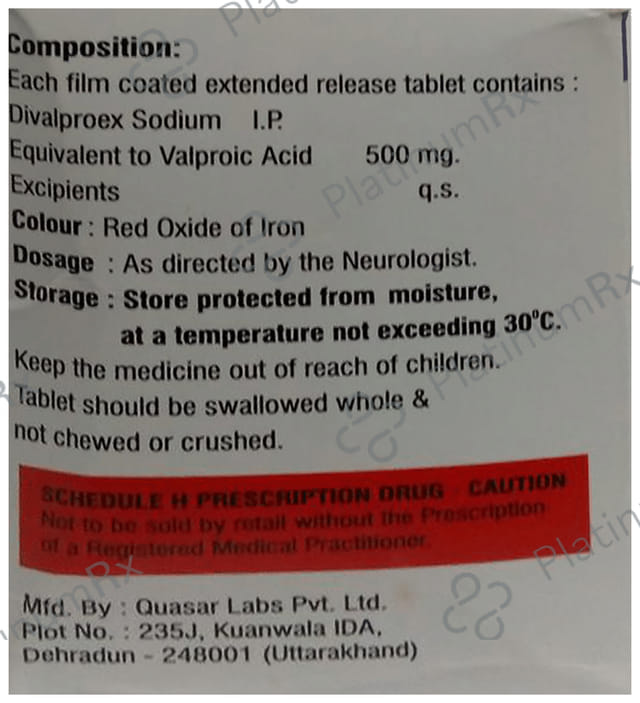 Composition:
Each film coated extended release tablet contains :
Divalproex Sodium I.P.
Equivalent to Valproic Acid 500 mg.
Excipients q.s.
Colour : Red Oxide of Iron
Dosage : As directed by the Neurologist.
Storage : Store protected from moisture,
at a temperature not exceeding 30°C.
Keep the medicine out of reach of children.
Tablet should be swallowed whole &
not chewed or crushed.
SCHEDULE H PRESCRIPTION DRUG - CAUTION
Not to be sold by retail without the Prescription
of a Registered Medical Practitioner.
Mfd. By : Quasar Labs Pvt. Ltd.
Plot No. : 235J, Kuanwala IDA,
Dehradun - 248001 (Uttarakhand)
PlatinumRx
PlatinumRx